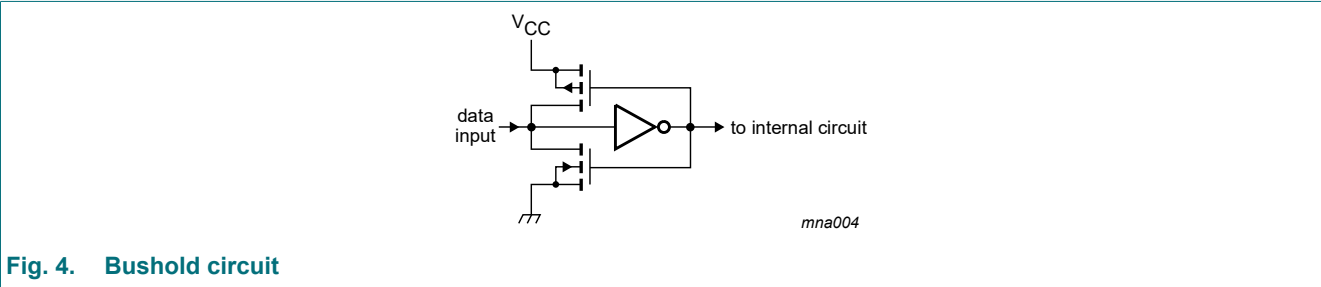 VCC
data
input
to internal circuit
mna004
Fig. 4. Bushold circuit